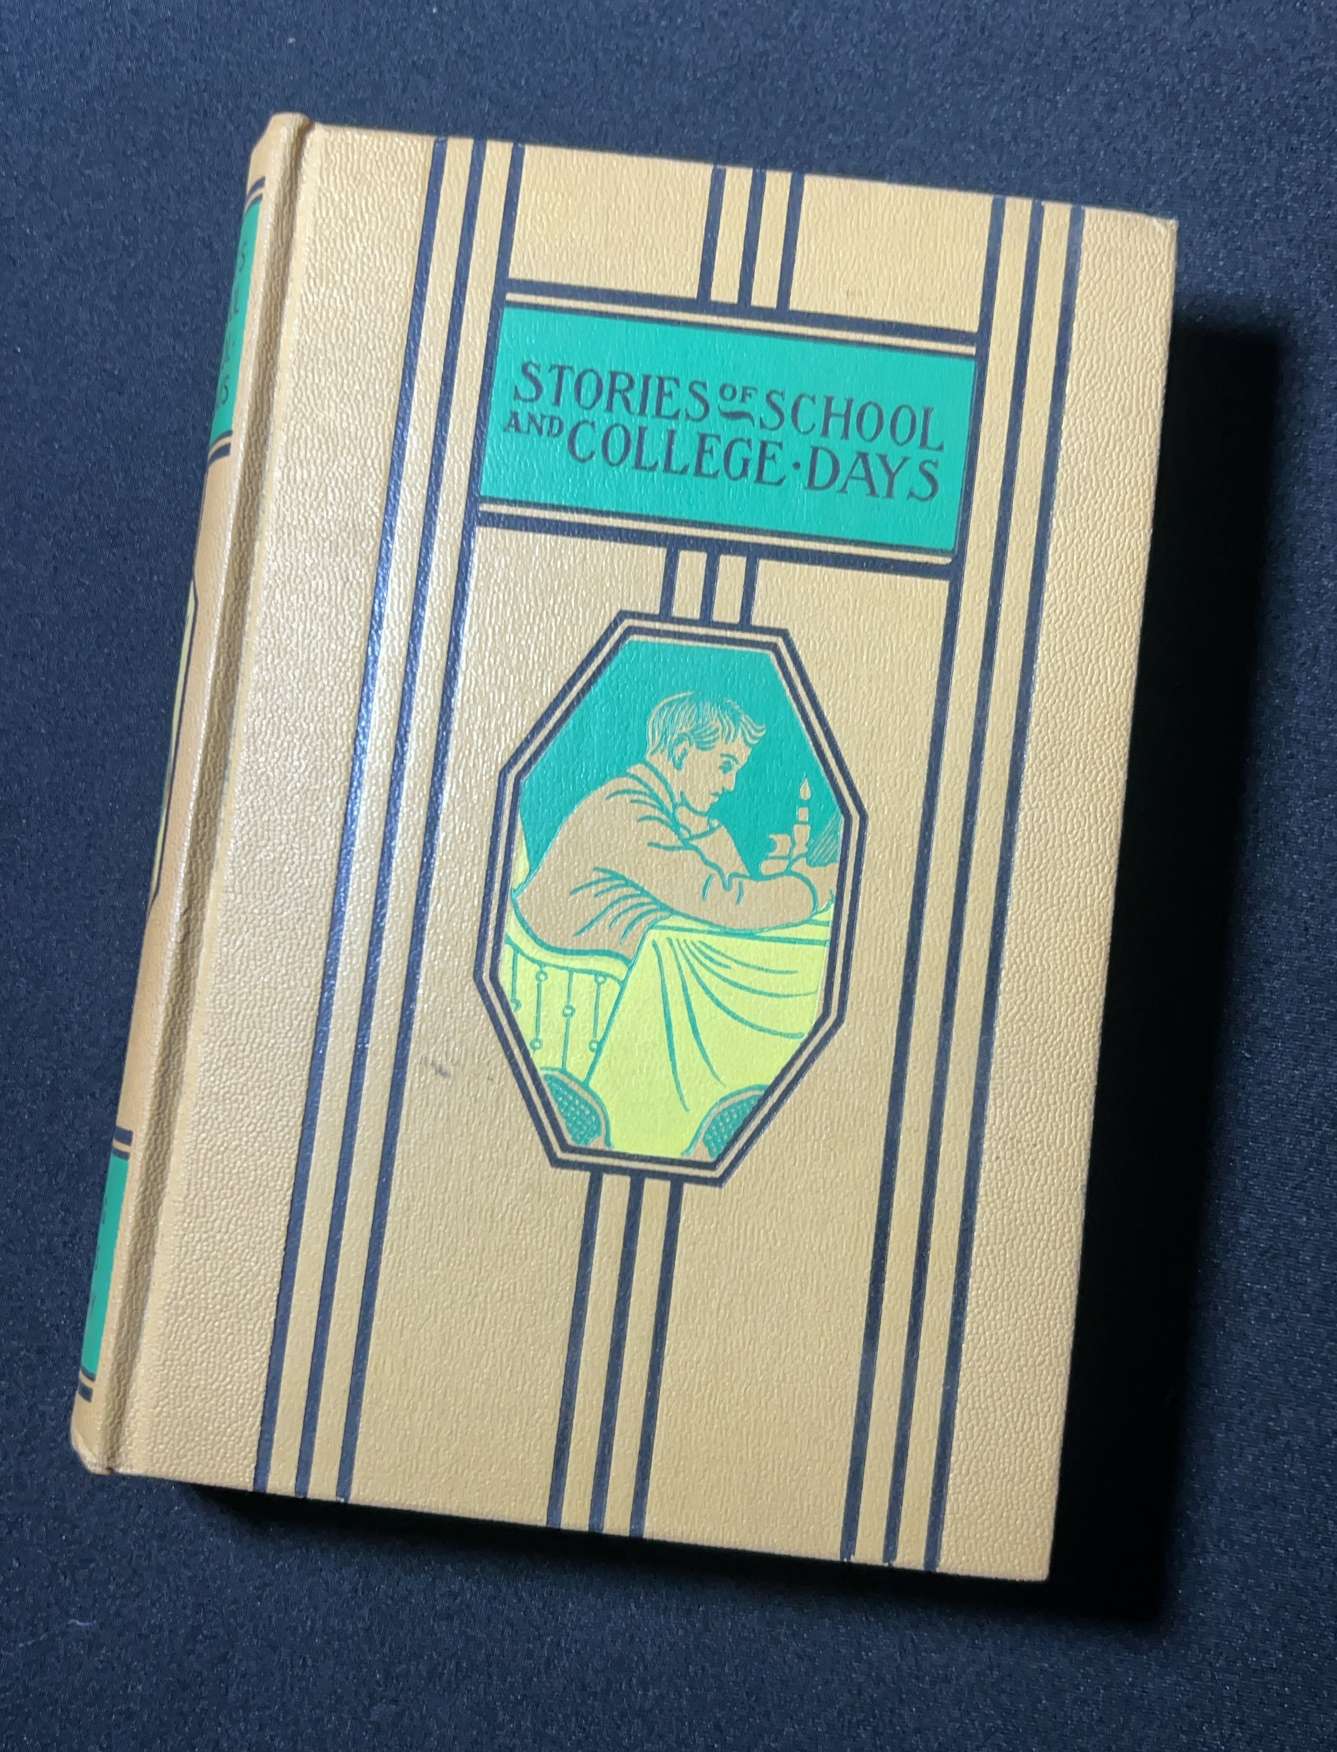 STORIES OF SCHOOL
AND COLLEGE · DAYS